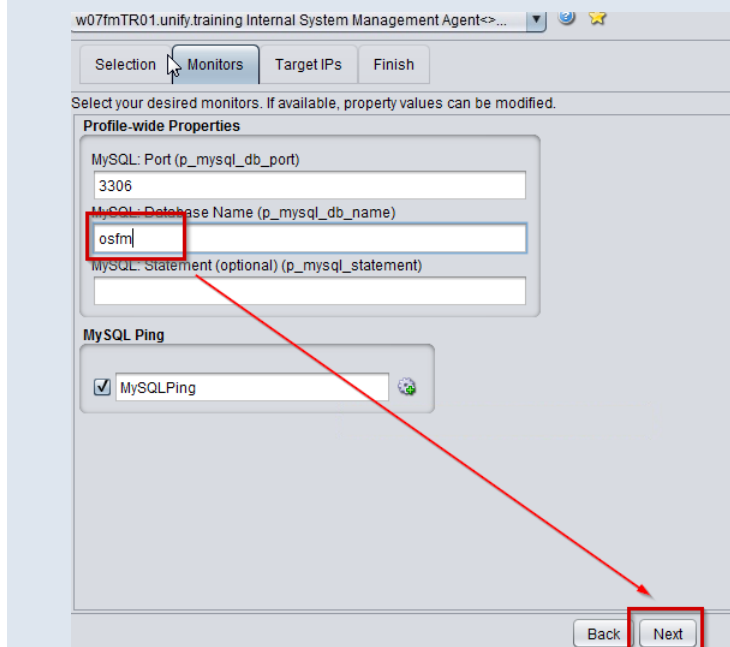 w07fmTR01.unify.training Internal System Management Agent<>...
Selection Monitors Target IPs Finish
Select your desired monitors. If available, property values can be modified.
Profile-wide Properties
MySQL: Port (p_mysql_db_port)
3306
MySQL: Database Name (p_mysql_db_name)
osfm
MySQL: Statement (optional) (p_mysql_statement)
MySQL Ping
MySQLPing
Back Next